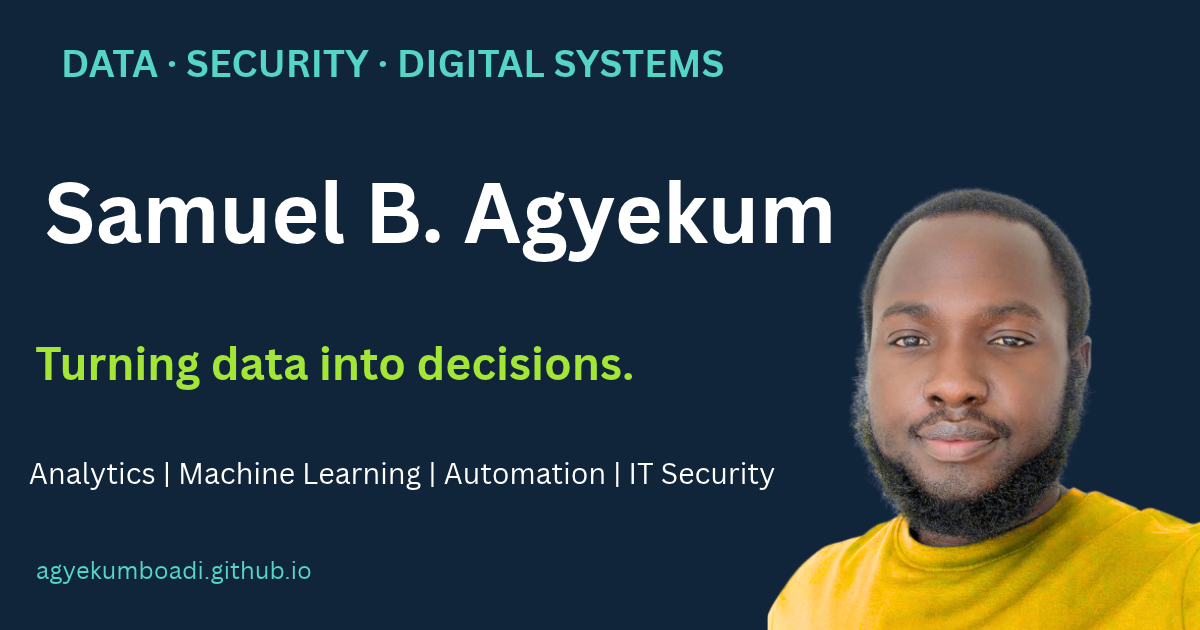 DATA · SECURITY · DIGITAL SYSTEMS
Samuel B. Agyekum
Turning data into decisions.
Analytics | Machine Learning | Automation | IT Security
agyekumboadi.github.io